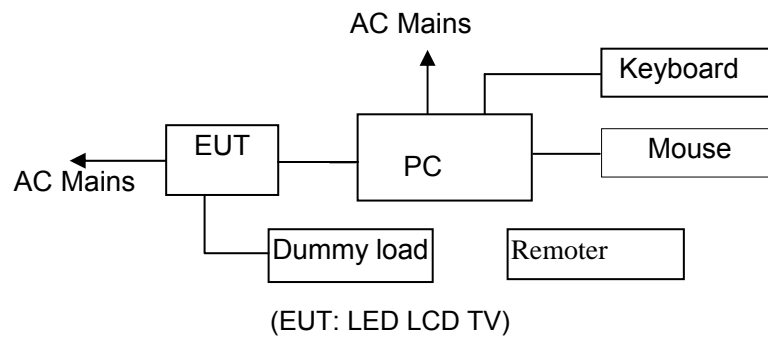 AC Mains
Keyboard
EUT
PC
Mouse
AC Mains
Dummy load
Remoter
(EUT: LED LCD TV)